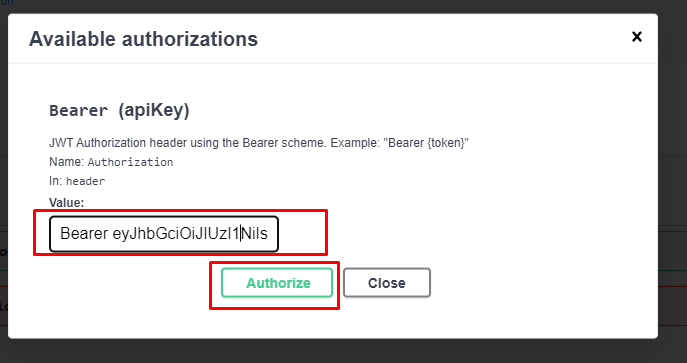 Available authorizations
×
Bearer (apiKey)
JWT Authorization header using the Bearer scheme. Example: "Bearer {token}"
Name: Authorization
In: header
Value:
Bearer eyJhbGciOiJIUzI1NiIs
Authorize
Close